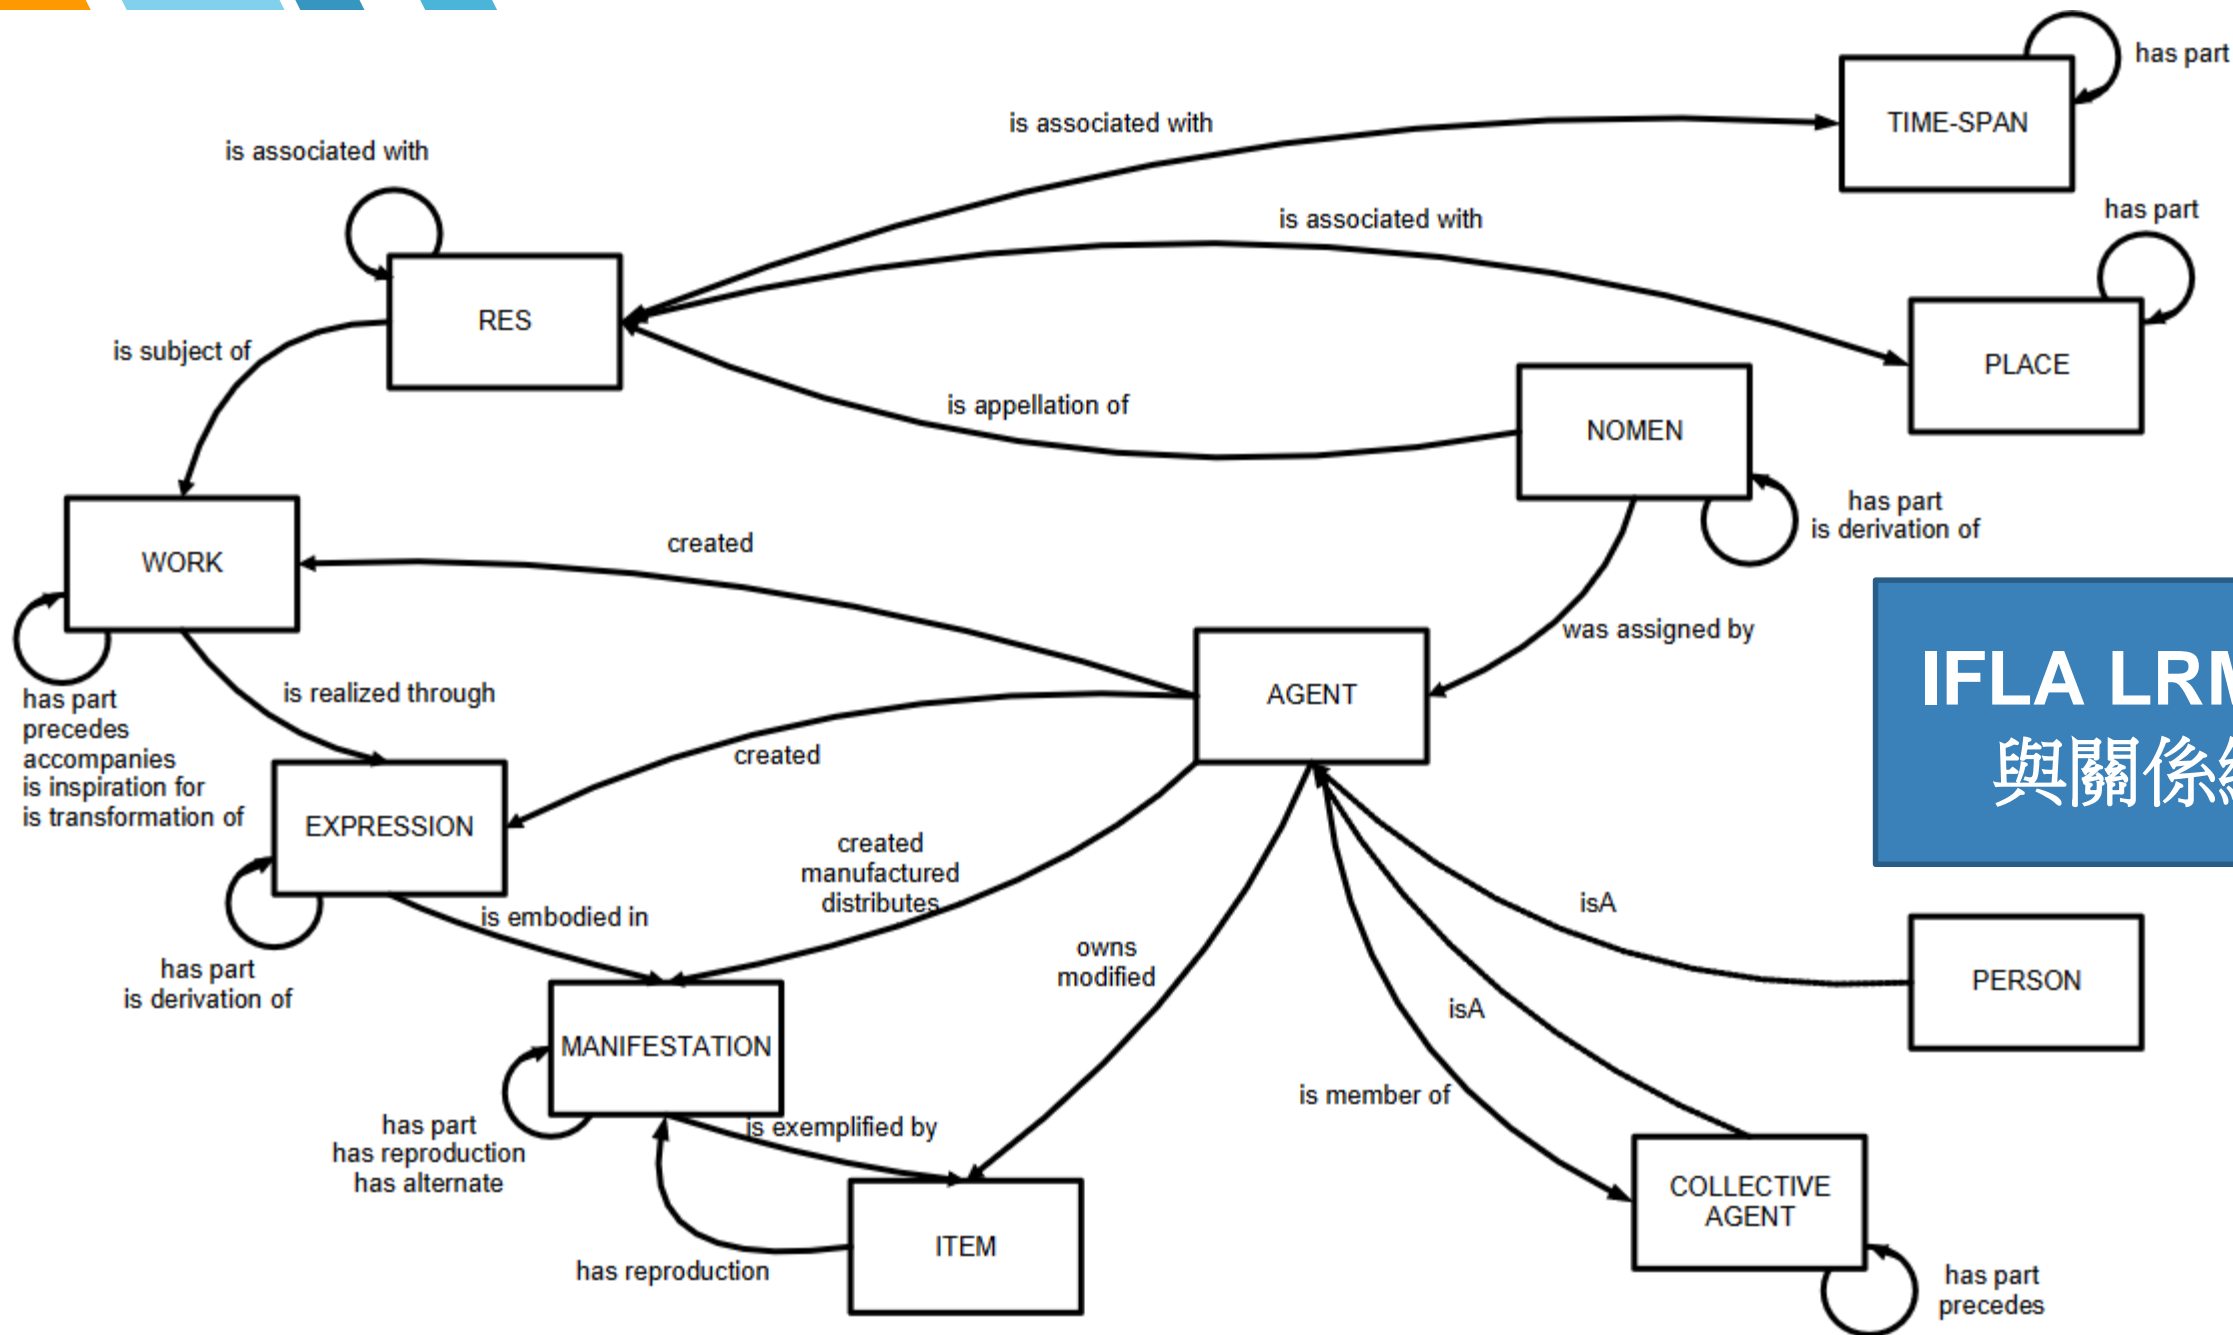 has part
TIME-SPAN
is associated with
is associated with
has part
is associated with
RES
PLACE
is subject of
is appellation of
NOMEN
has part
is derivation of
WORK
created
was assigned by
has part
precedes
accompanies
is inspiration for
is transformation of
is realized through
AGENT
IFLA LRM
與關係
created
EXPRESSION
created
manufactured
distributes
is embodied in
has part
is derivation of
owns
modified
isA
PERSON
isA
MANIFESTATION
is member of
has part
has reproduction
has alternate
is exemplified by
COLLECTIVE
AGENT
ITEM
has reproduction
has part
precedes